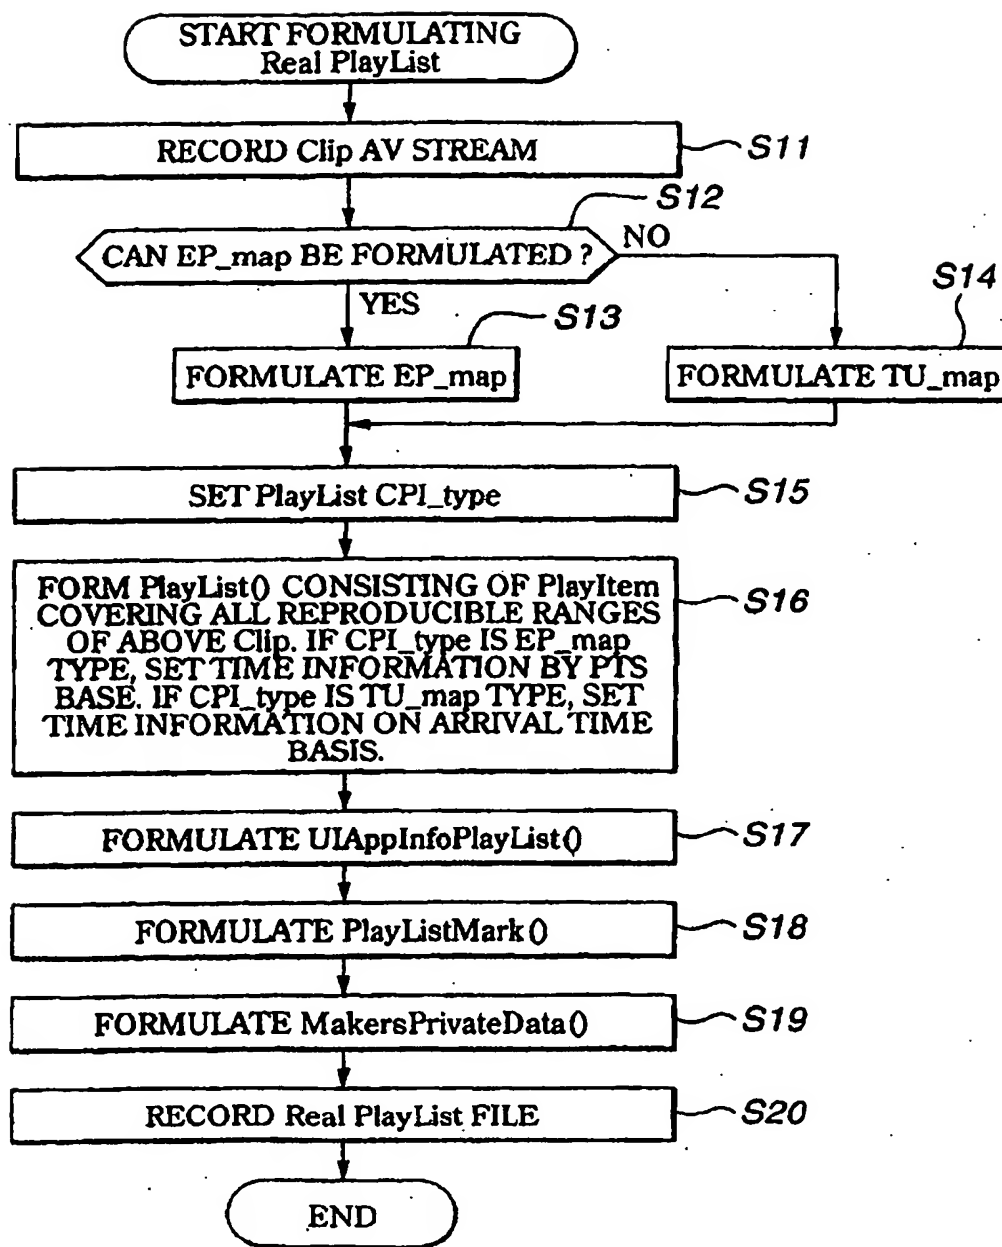 START FORMULATING
Real PlayList
RECORD Clip AV STREAM
S11
S12
CAN EP_map BE FORMULATED ?
NO
YES
S13
S14
FORMULATE EP_map
FORMULATE TU_map
SET PlayList CPI_type
S15
FORM PlayList() CONSISTING OF PlayItem
COVERING ALL REPRODUCIBLE RANGES
OF ABOVE Clip. IF CPI_type IS EP_map
TYPE, SET TIME INFORMATION BY PTS
BASE. IF CPI_type IS TU_map TYPE, SET
TIME INFORMATION ON ARRIVAL TIME
BASIS.
S16
FORMULATE UIAppInfoPlayList()
S17
FORMULATE PlayListMark()
S18
FORMULATE MakersPrivateData()
S19
RECORD Real PlayList FILE
S20
END